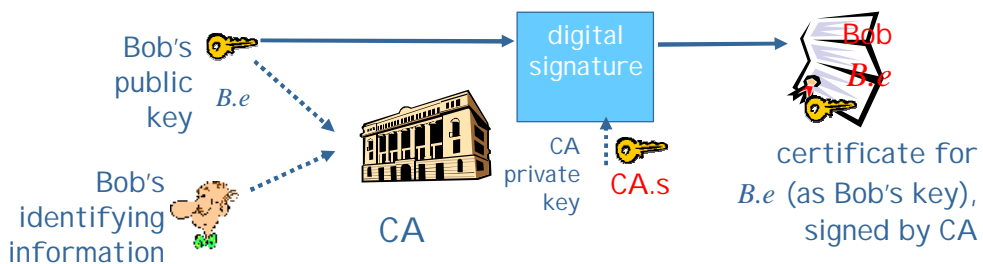 Bob's
public
key
B.e
Bob's
identifying
information
CA
digital
signature
CA
private
key
CA.s
Bob
B.e
certificate for
B.e (as Bob's key),
signed by CA